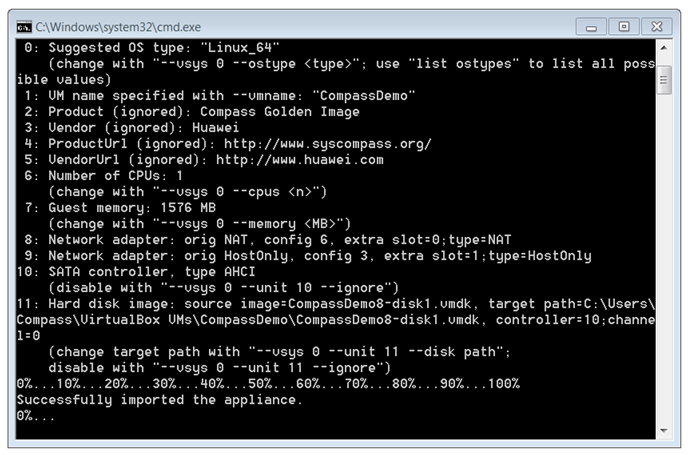 C:\Windows\system32\cmd.exe
0: Suggested OS type: "Linux_64"
(change with "--vsys 0 --ostype <type>"; use "list ostypes" to list all poss
ible values)
1: VM name specified with --vmname: "CompassDemo"
2: Product (ignored): Compass Golden Image
3: Vendor (ignored): Huawei
4: ProductUrl (ignored): http://www.syscompass.org/
5: VendorUrl (ignored): http://www.huawei.com
6: Number of CPUs: 1
(change with "--vsys 0 --cpus <n>")
7: Guest memory: 1576 MB
(change with "--vsys 0 --memory <MB>")
8: Network adapter: orig NAT, config 6, extra slot=0;type=NAT
9: Network adapter: orig HostOnly, config 3, extra slot=1;type=HostOnly
10: SATA controller, type AHCI
(disable with "--vsys 0 --unit 10 --ignore")
11: Hard disk image: source image=CompassDemo8-disk1.vmdk, target path=C:\Users\
Compass\VirtualBox VMs\CompassDemo\CompassDemo8-disk1.vmdk, controller=10;channe
l=0
(change target path with "--vsys 0 --unit 11 --disk path";
disable with "--vsys 0 --unit 11 --ignore")
0%...10%...20%...30%...40%...50%...60%...70%...80%...90%...100%
Successfully imported the appliance.
0%...